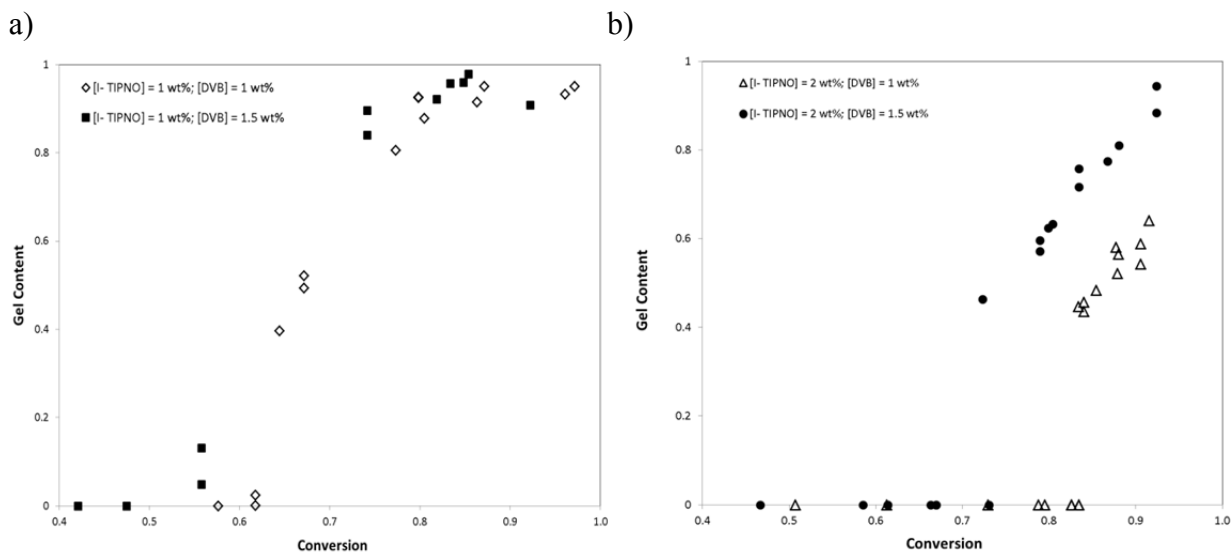 a)
b)
1
0.8
0.6
0.4
0.2
0
0.4 0.5 0.6 0.7 0.8 0.9 1.0
Gel Content
Conversion
[I- TIPNO] = 1 wt%; [DVB] = 1 wt%
[I- TIPNO] = 1 wt%; [DVB] = 1.5 wt%
1
0.8
0.6
0.4
0.2
0
0.4 0.5 0.6 0.7 0.8 0.9 1.0
Gel Content
Conversion
[I- TIPNO] = 2 wt%; [DVB] = 1 wt%
[I- TIPNO] = 2 wt%; [DVB] = 1.5 wt%